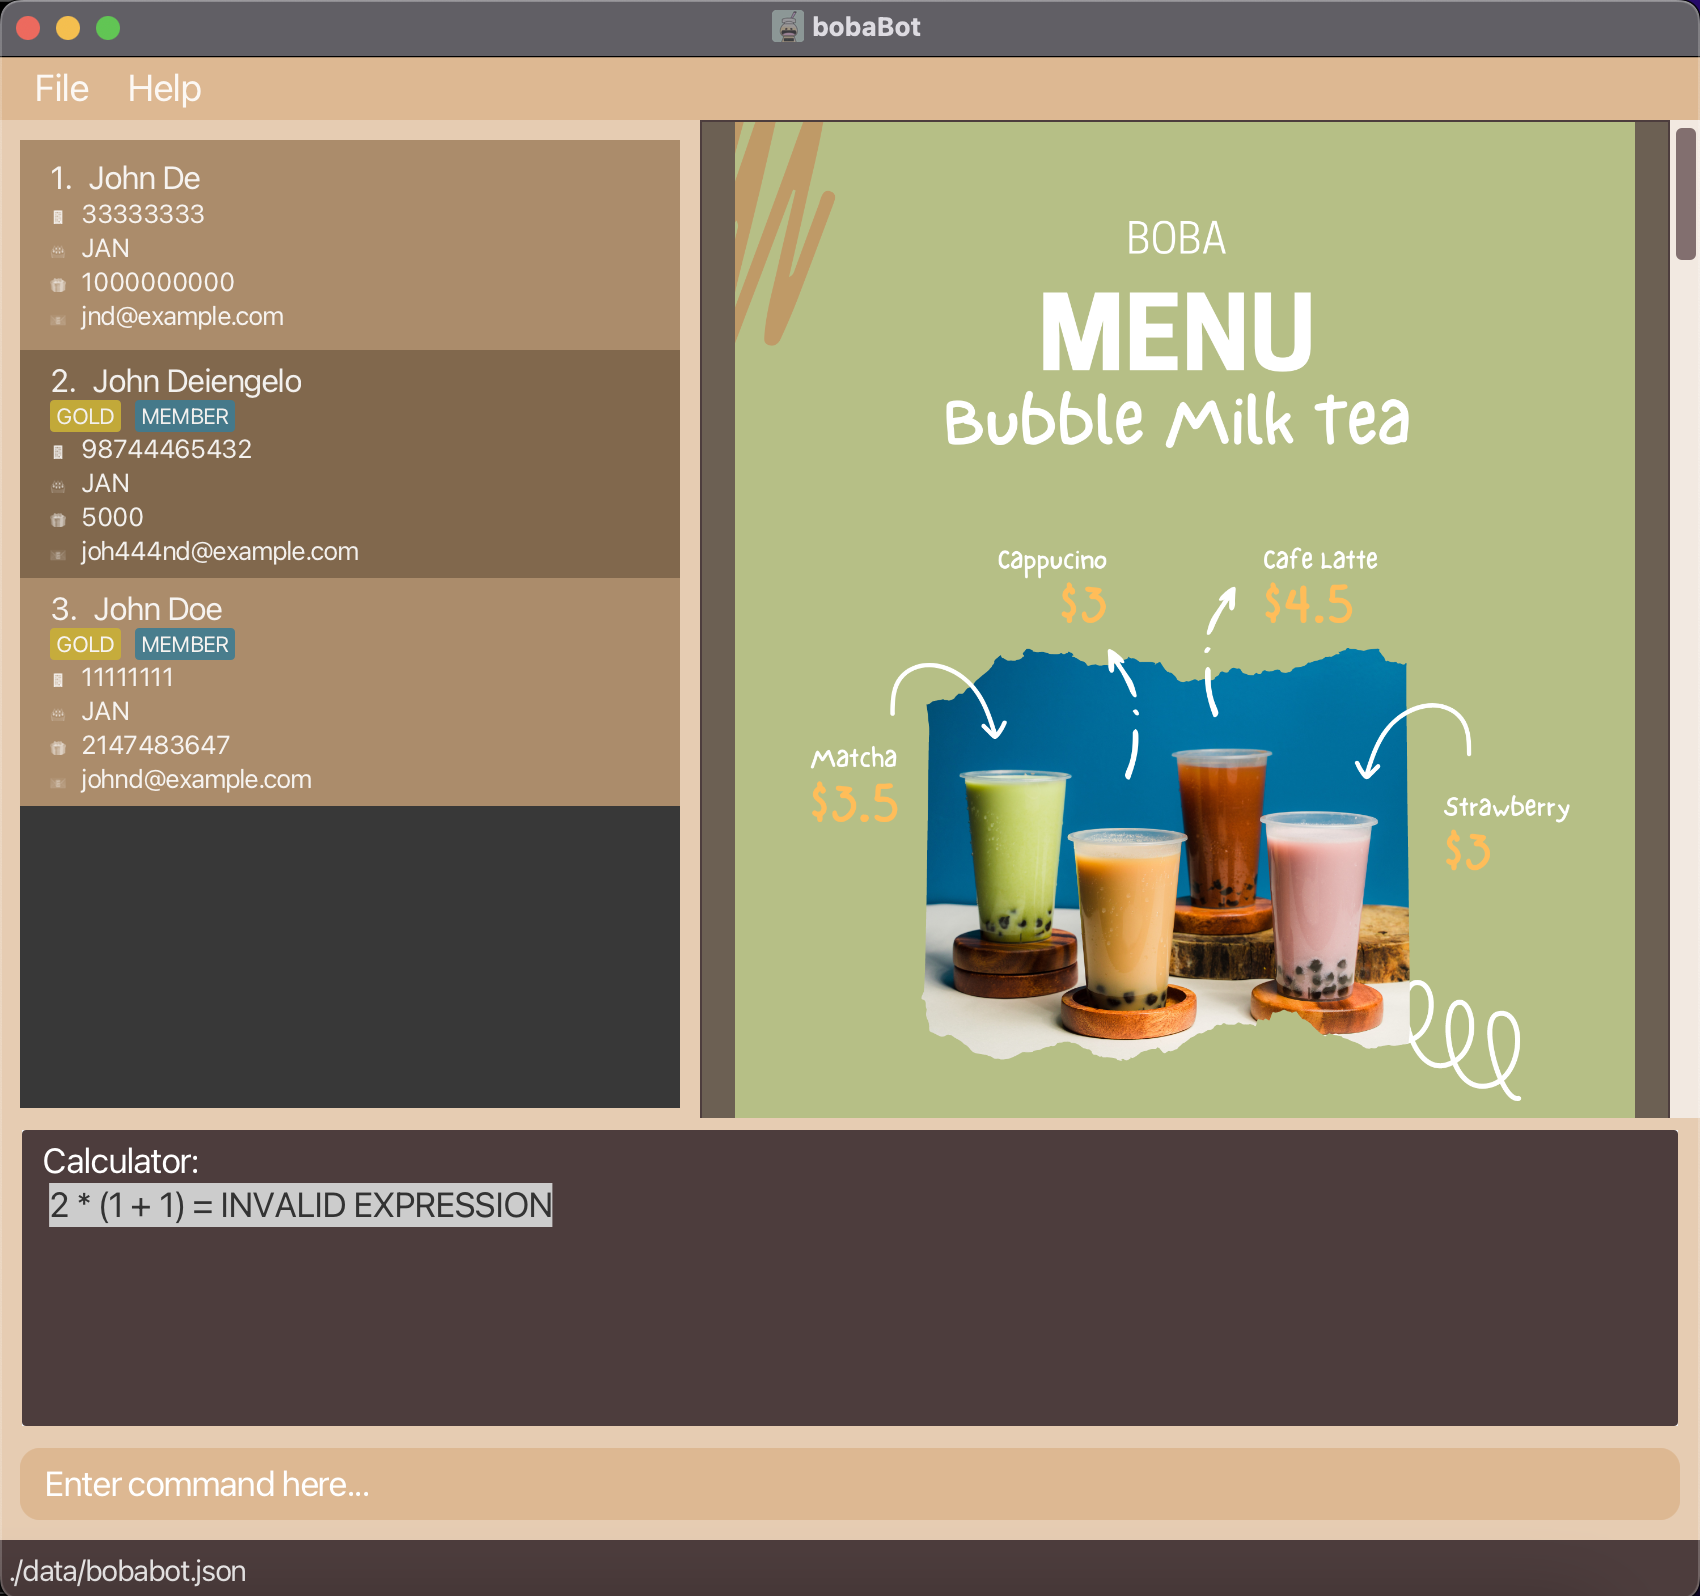 bobaBot
File Help
1. John De
33333333
JAN
1000000000
jnd@example.com
2. John Deiengelo
GOLD MEMBER
98744465432
JAN
5000
joh444nd@example.com
3. John Doe
GOLD MEMBER
11111111
JAN
2147483647
johnd@example.com
BOBA
MENU
Bubble Milk Tea
Cappucino
$3
Cafe Latte
$4.5
Matcha
$3.5
Strawberry
$3
Calculator:
2 * (1 + 1) = INVALID EXPRESSION
Enter command here...
./data/bobabot.json